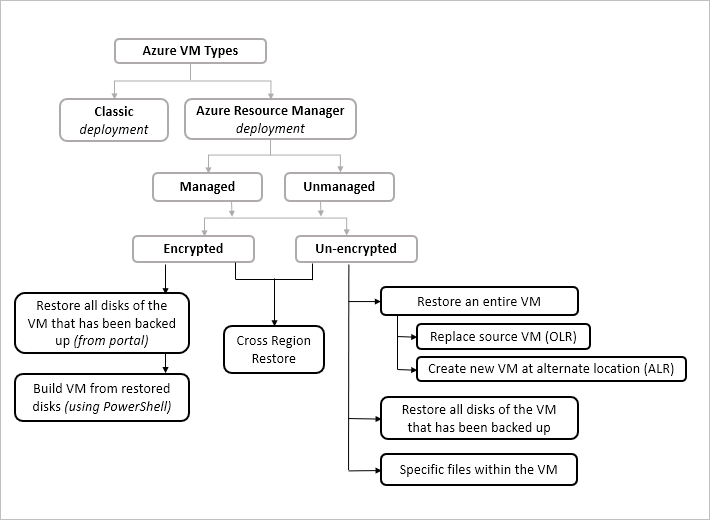 Azure VM Types
Classic
deployment
Azure Resource Manager
deployment
Managed
Unmanaged
Encrypted
Un-encrypted
Restore all disks of the
VM that has been backed
up (from portal)
Build VM from restored
disks (using PowerShell)
Cross Region
Restore
Restore an entire VM
Replace source VM (OLR)
Create new VM at alternate location (ALR)
Restore all disks of the VM
that has been backed up
Specific files within the VM